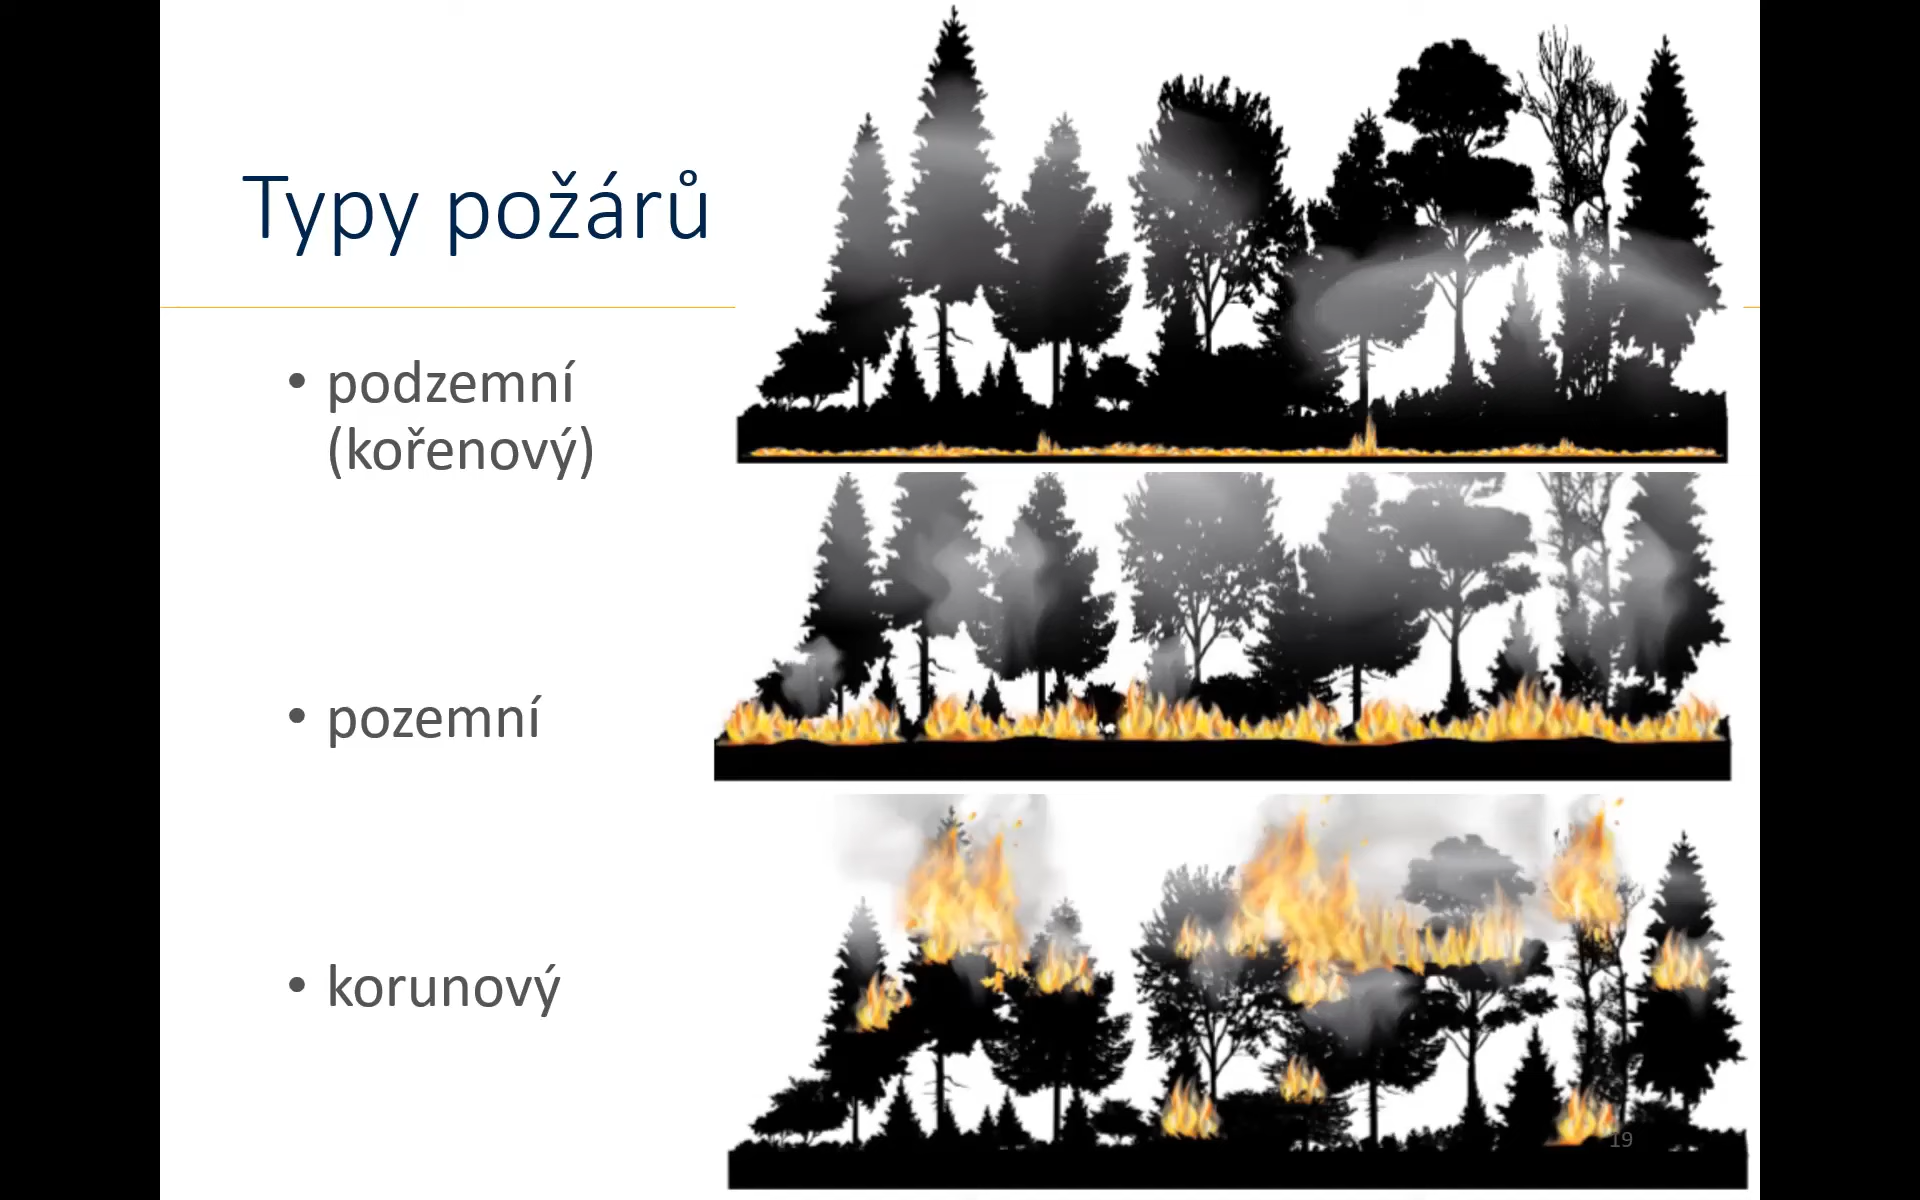 Typy požárů
• podzemní
(kořenový)
• pozemní
• korunový
19